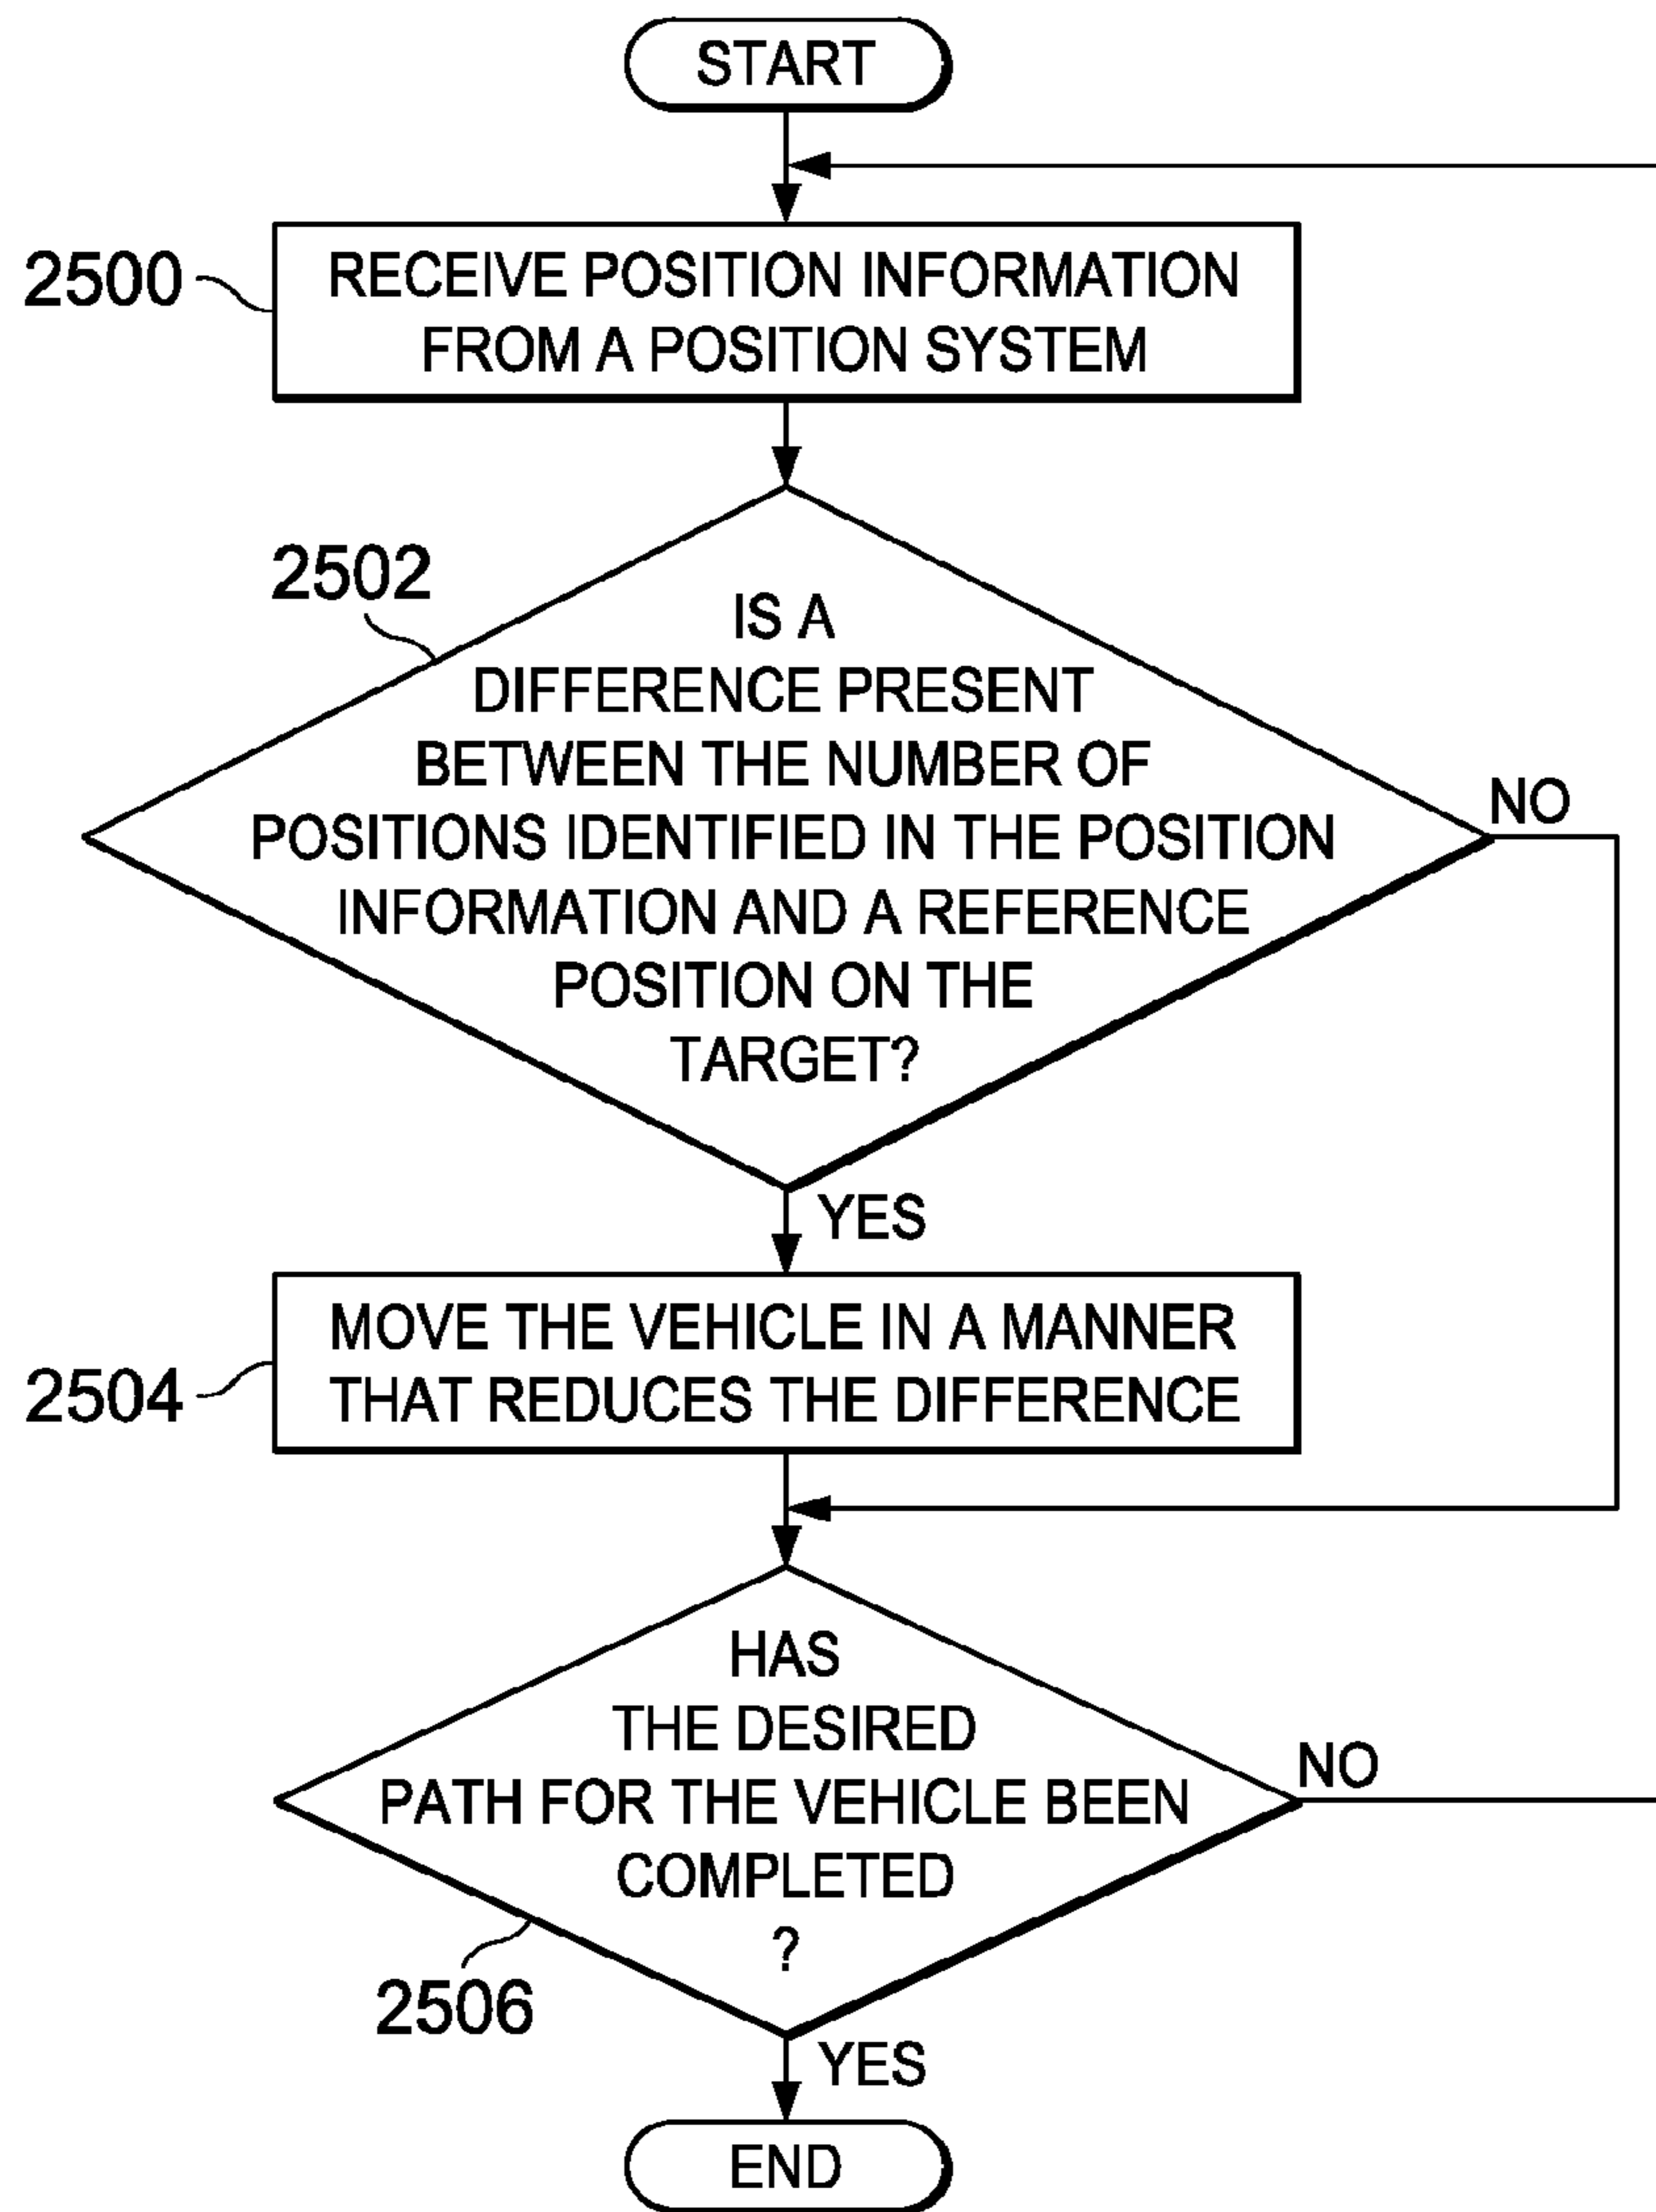 START
2500
RECEIVE POSITION INFORMATION
FROM A POSITION SYSTEM
2502
IS A
DIFFERENCE PRESENT
BETWEEN THE NUMBER OF
POSITIONS IDENTIFIED IN THE POSITION
INFORMATION AND A REFERENCE
POSITION ON THE
TARGET?
NO
YES
2504
MOVE THE VEHICLE IN A MANNER
THAT REDUCES THE DIFFERENCE
HAS
THE DESIRED
PATH FOR THE VEHICLE BEEN
COMPLETED
?
NO
2506
YES
END